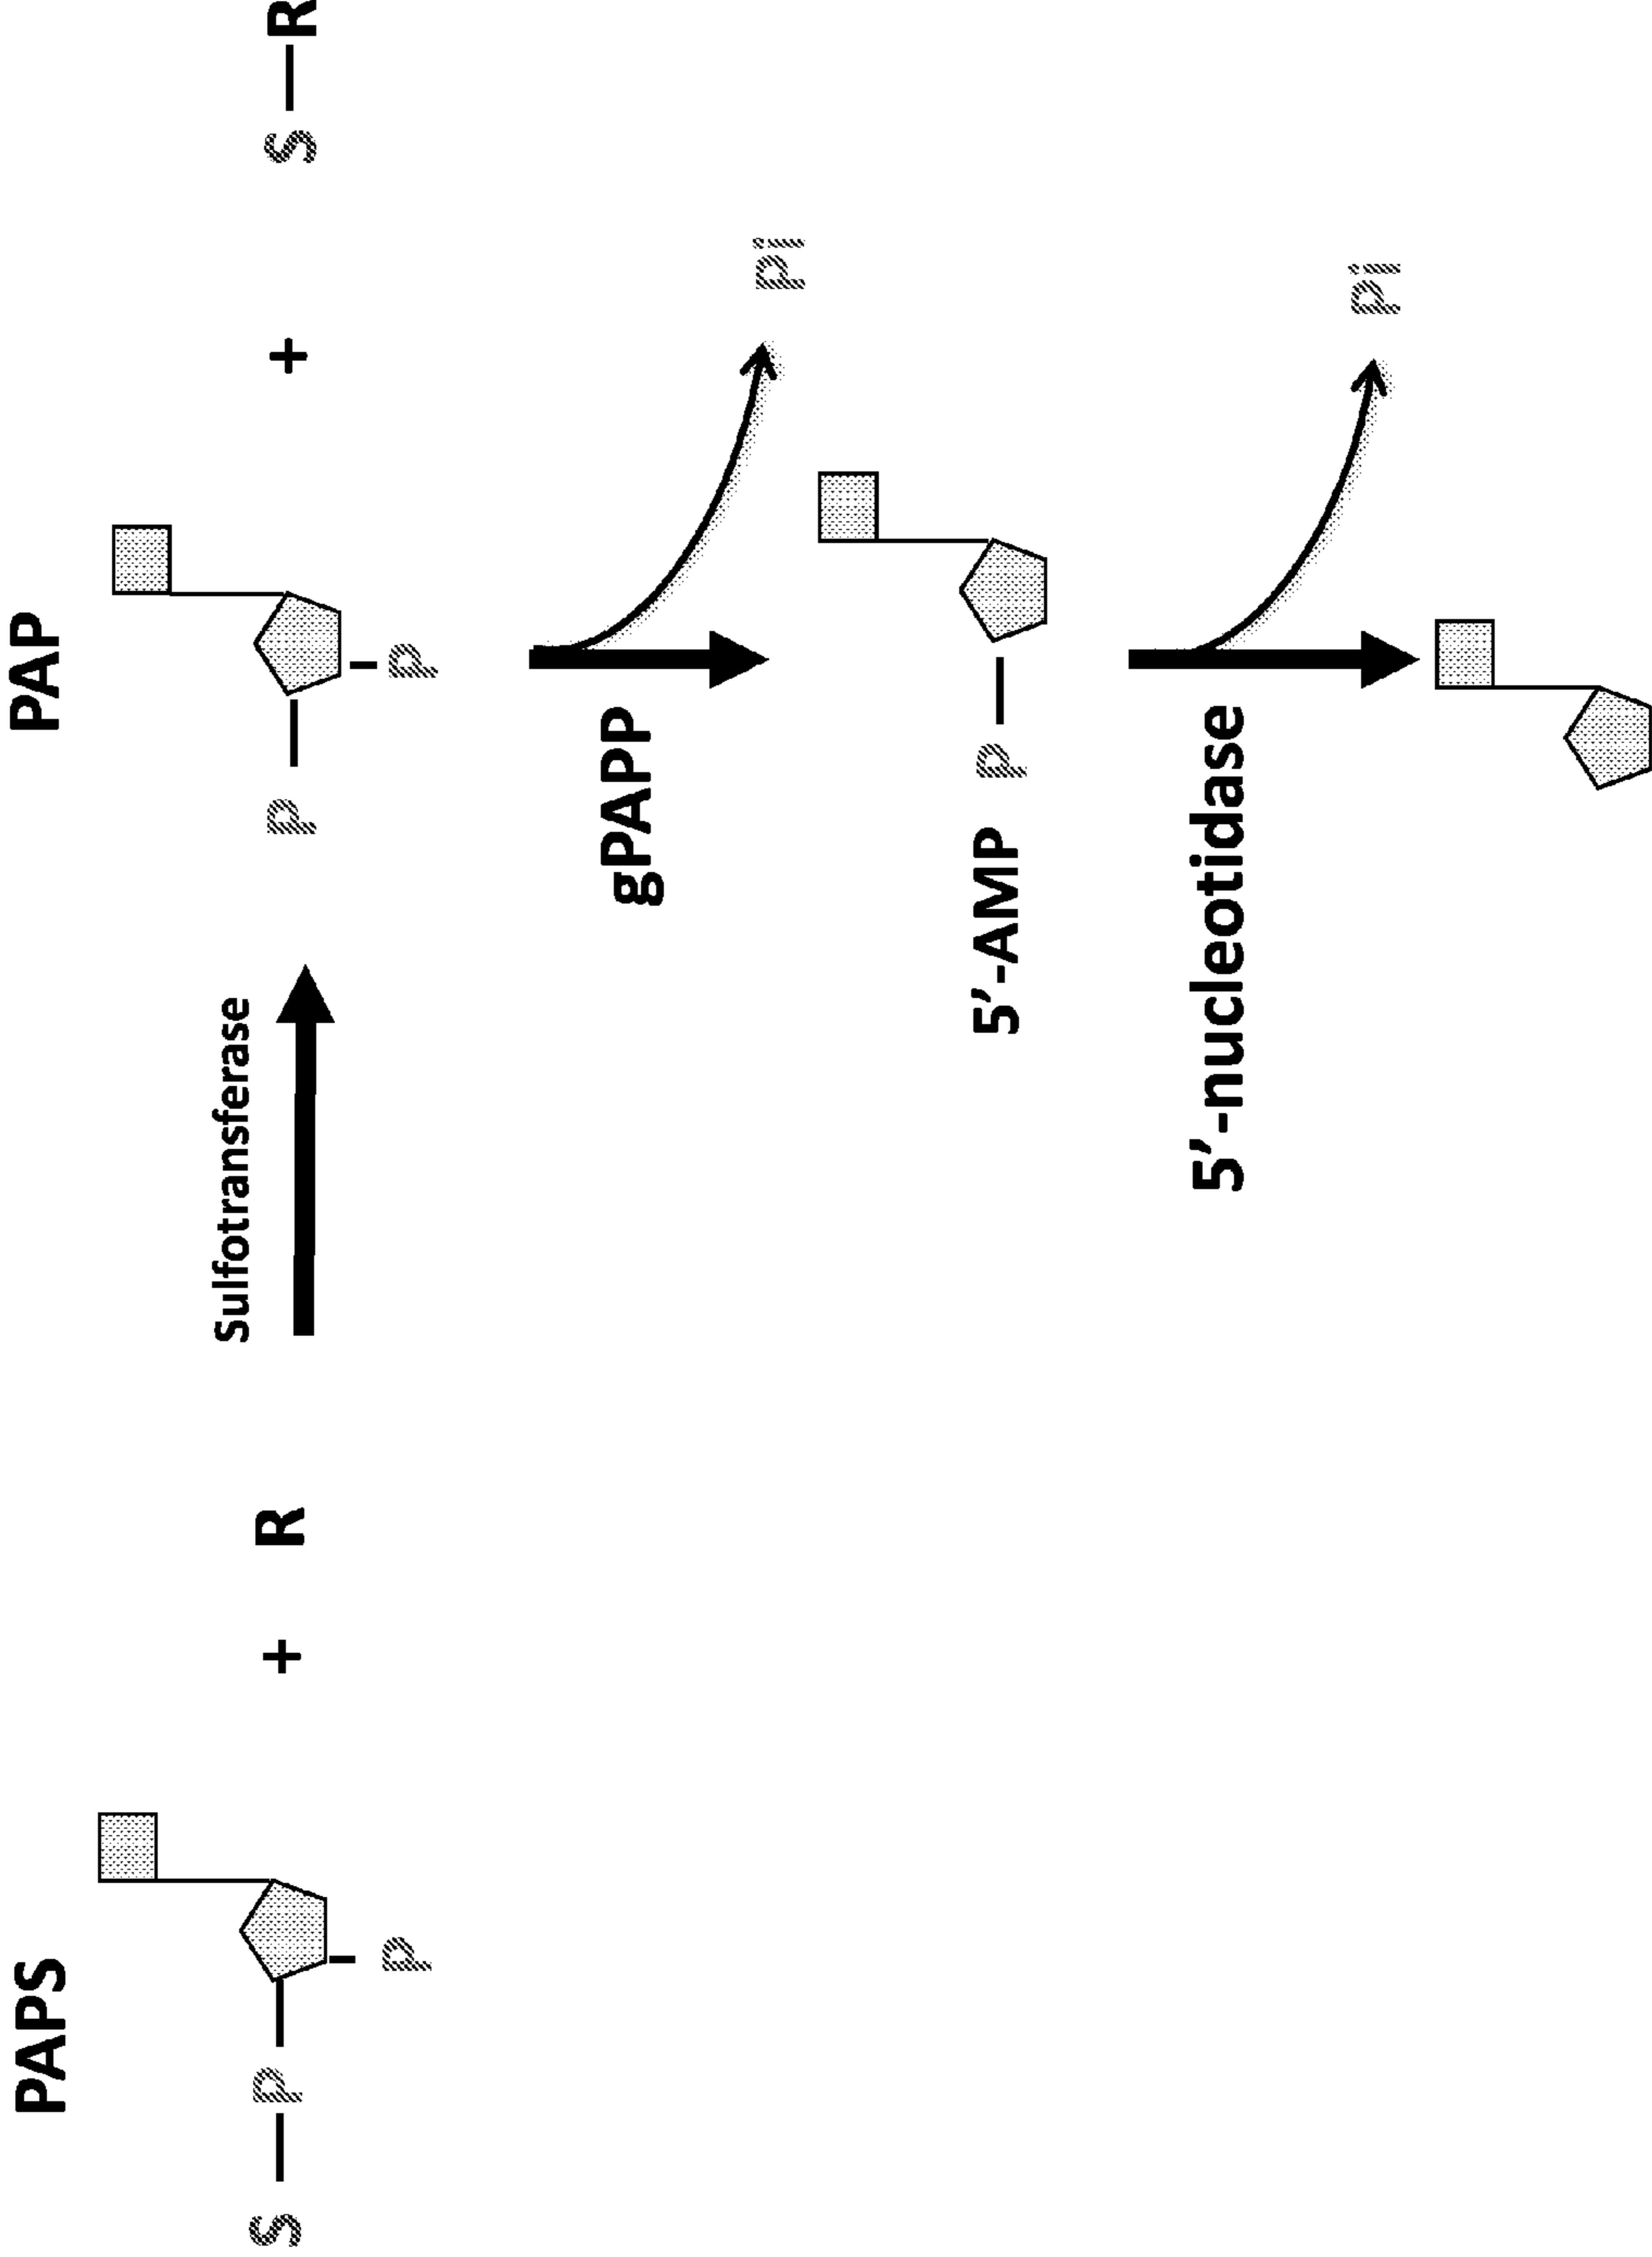 PAPS
PAP
Sulfotransferase
S P + R P + S R
P P
gPAPP
Pi
5'-AMP P
5'-nucleotidase
Pi